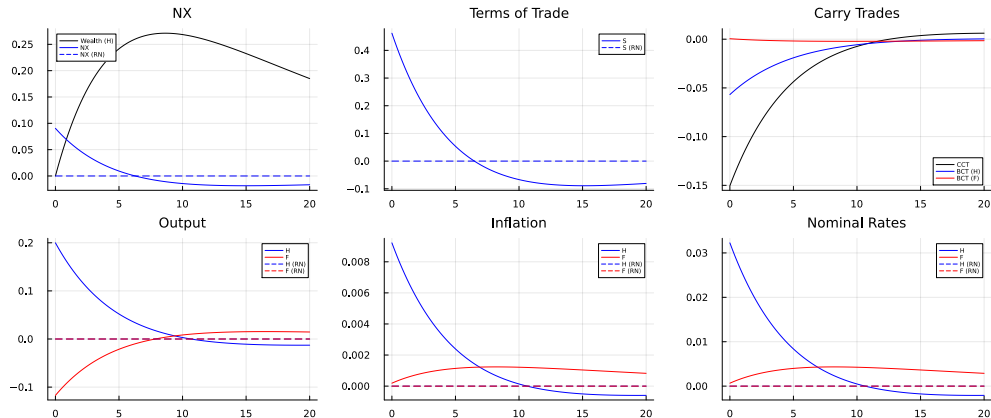 NX
Wealth (H)
NX
NX (RN)
0.25
0.20
0.15
0.10
0.05
0.00
0 5 10 15 20
Terms of Trade
S
S (RN)
0.4
0.3
0.2
0.1
0.0
−0.1
0 5 10 15 20
Carry Trades
0.00
−0.05
−0.10
−0.15
CCT
BCT (H)
BCT (F)
0 5 10 15 20
Output
H
F
H (RN)
F (RN)
0.2
0.1
0.0
−0.1
0 5 10 15 20
Inflation
H
F
H (RN)
F (RN)
0.008
0.006
0.004
0.002
0.000
0 5 10 15 20
Nominal Rates
H
F
H (RN)
F (RN)
0.03
0.02
0.01
0.00
0 5 10 15 20